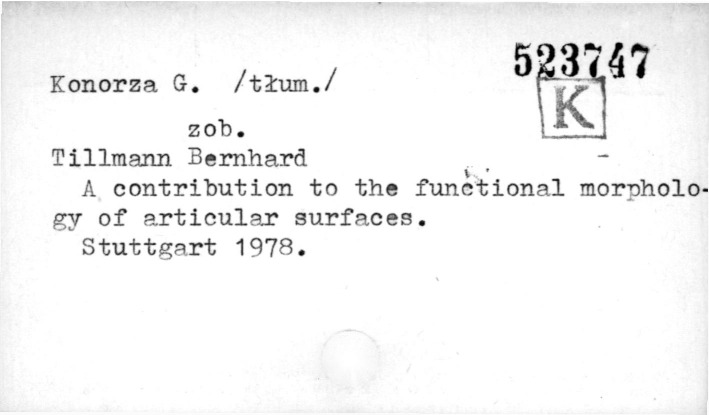 523747
Konorza G. /tłum./
K
zob.
Tillmann Bernhard
A contribution to the functional morpholo-
gy of articular surfaces.
Stuttgart 1978.